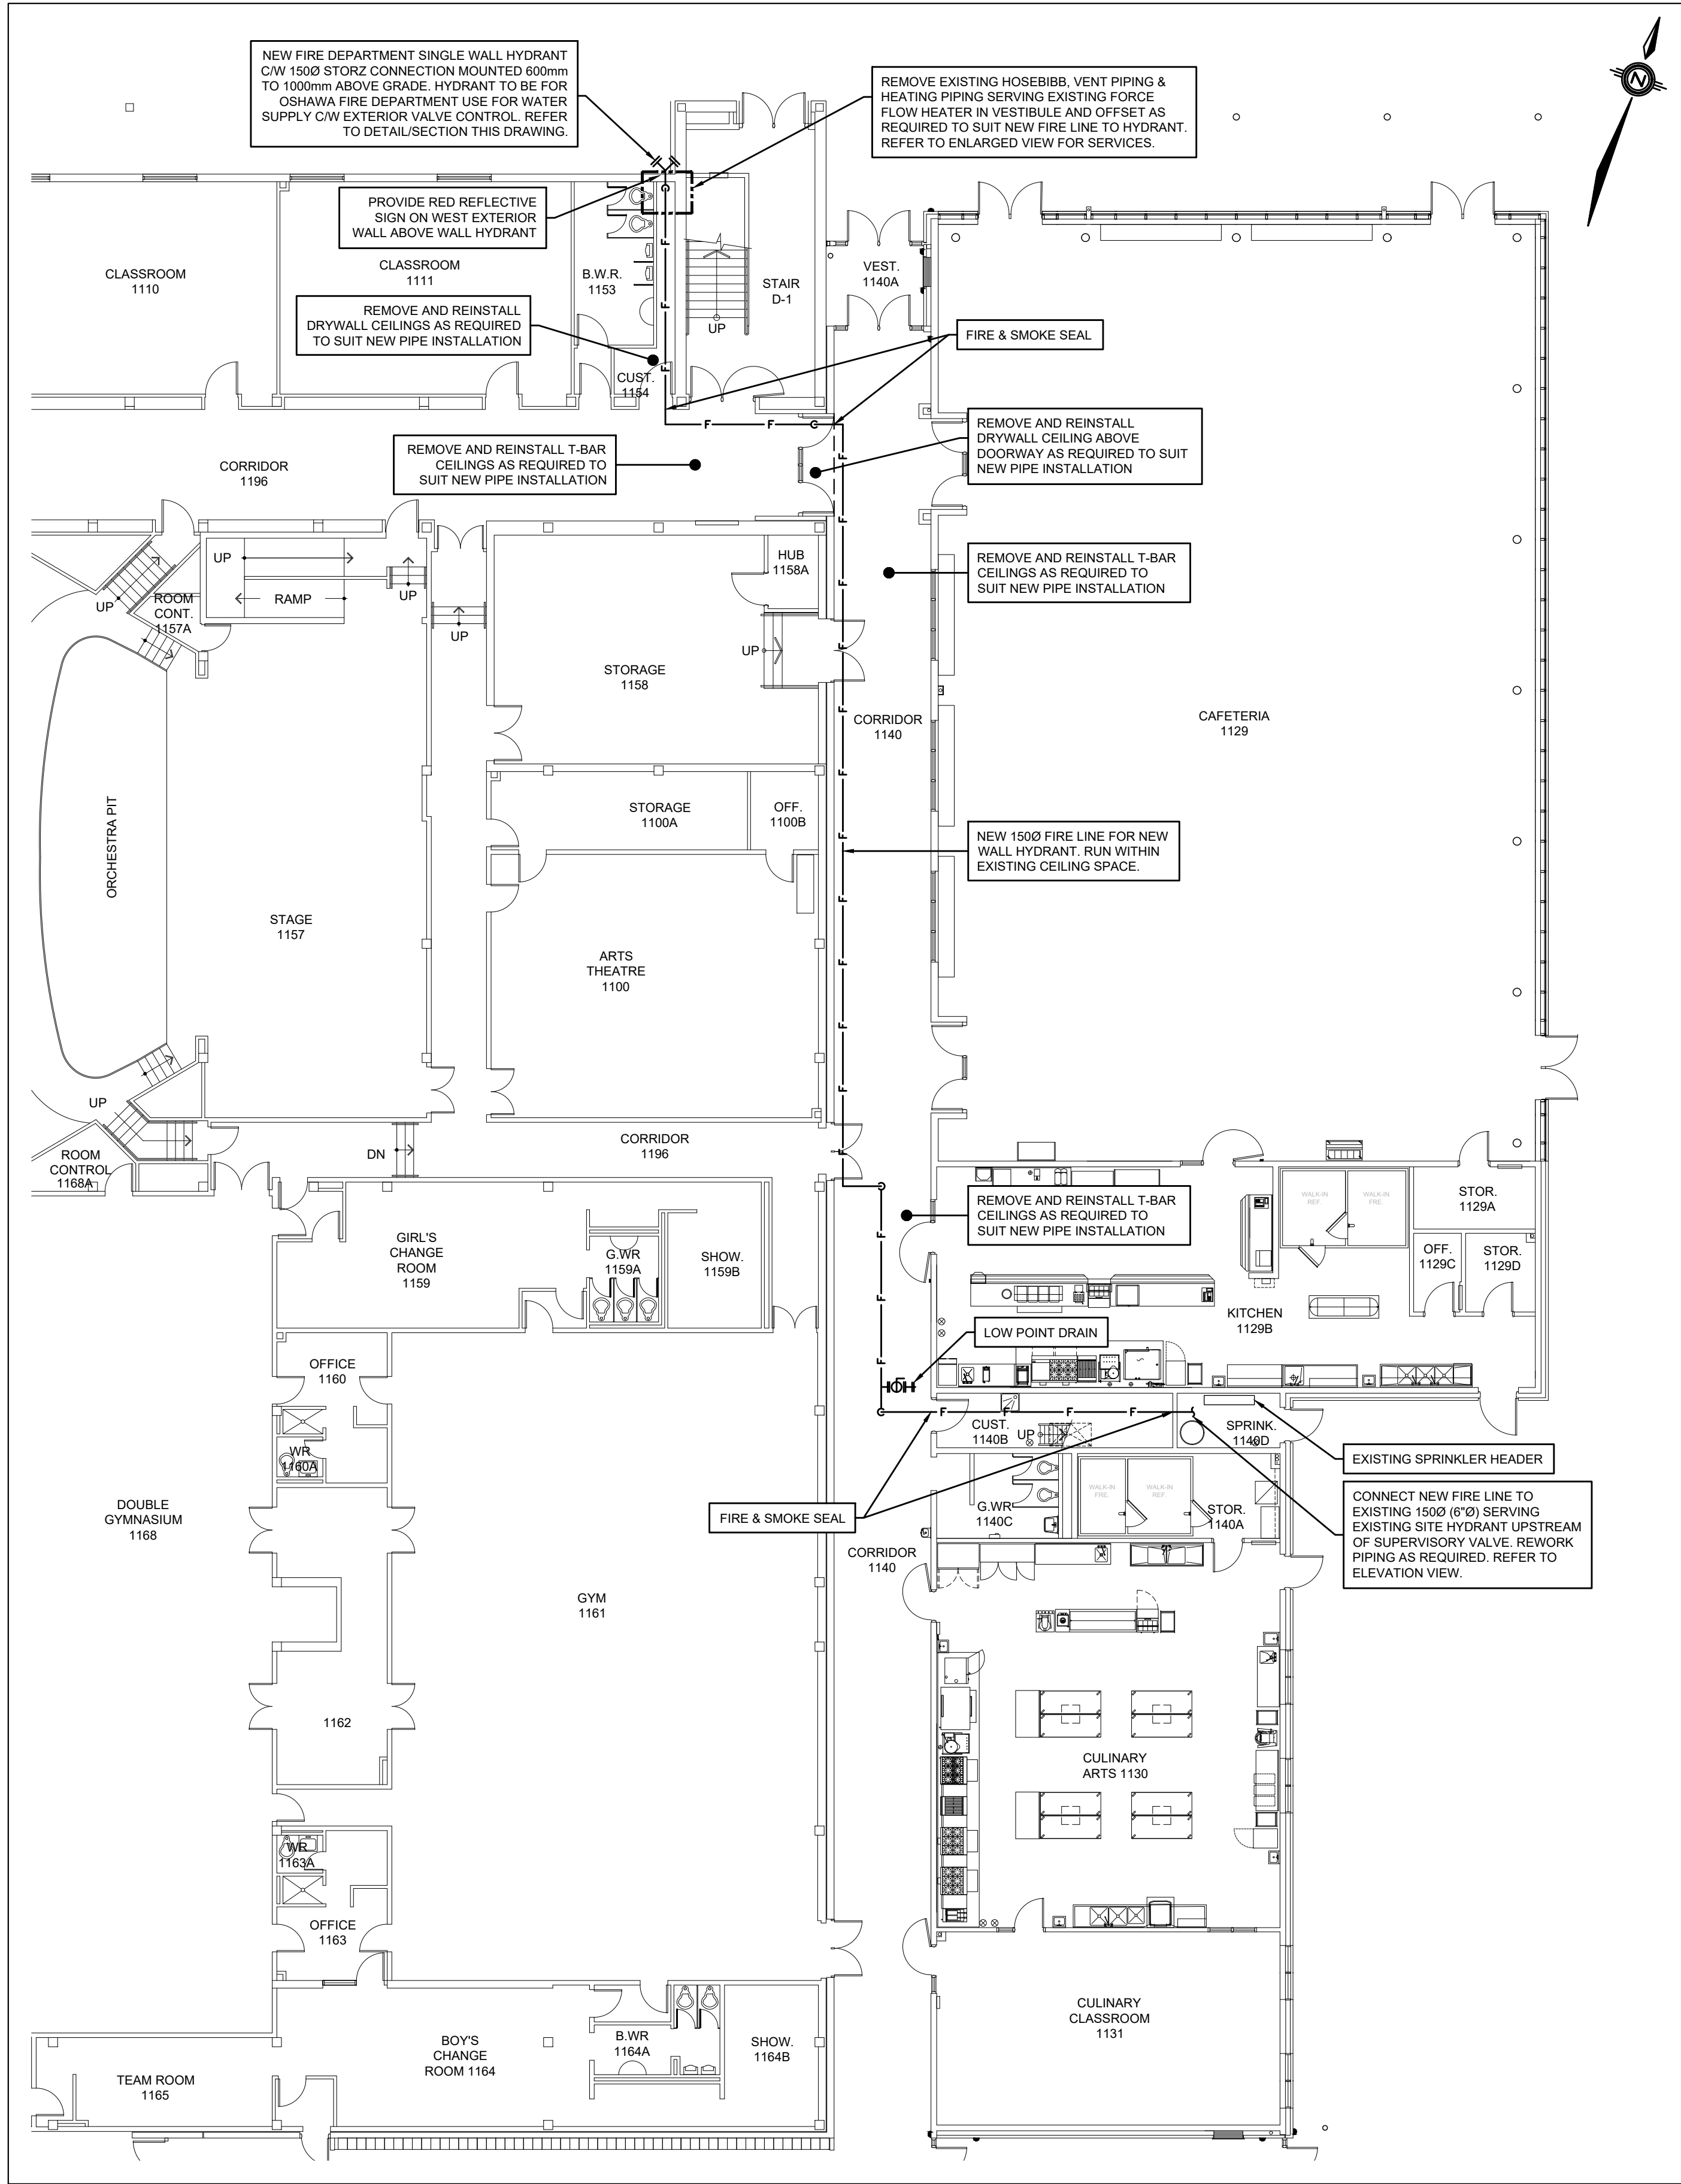 NEW FIRE DEPARTMENT SINGLE WALL HYDRANT
C/W 150Ø STORZ CONNECTION MOUNTED 600mm
TO 1000mm ABOVE GRADE. HYDRANT TO BE FOR
OSHAWA FIRE DEPARTMENT USE FOR WATER
SUPPLY C/W EXTERIOR VALVE CONTROL. REFER
TO DETAIL/SECTION THIS DRAWING.
REMOVE EXISTING HOSEBIBB, VENT PIPING &
HEATING PIPING SERVING EXISTING FORCE
FLOW HEATER IN VESTIBULE AND OFFSET AS
REQUIRED TO SUIT NEW FIRE LINE TO HYDRANT.
REFER TO ENLARGED VIEW FOR SERVICES.
N
PROVIDE RED REFLECTIVE
SIGN ON WEST EXTERIOR
WALL ABOVE WALL HYDRANT
CLASSROOM
1110
CLASSROOM
1111
B.W.R.
1153
STAIR
D-1
UP
VEST.
1140A
REMOVE AND REINSTALL
DRYWALL CEILINGS AS REQUIRED
TO SUIT NEW PIPE INSTALLATION
FIRE & SMOKE SEAL
CUST.
1154
F
F
F
F
F
REMOVE AND REINSTALL
DRYWALL CEILING ABOVE
DOORWAY AS REQUIRED TO SUIT
NEW PIPE INSTALLATION
REMOVE AND REINSTALL T-BAR
CEILINGS AS REQUIRED TO
SUIT NEW PIPE INSTALLATION
CORRIDOR
1196
HUB
1158A
REMOVE AND REINSTALL T-BAR
CEILINGS AS REQUIRED TO
SUIT NEW PIPE INSTALLATION
UP
RAMP
UP
UP
ROOM
CONT.
1157A
UP
UP
STORAGE
1158
CORRIDOR
1140
CAFETERIA
1129
F
F
F
F
F
F
F
F
F
F
F
F
STORAGE
1100A
OFF.
1100B
NEW 150Ø FIRE LINE FOR NEW
WALL HYDRANT. RUN WITHIN
EXISTING CEILING SPACE.
ORCHESTRA PIT
STAGE
1157
ARTS
THEATRE
1100
UP
ROOM
CONTROL
1168A
DN
CORRIDOR
1196
REMOVE AND REINSTALL T-BAR
CEILINGS AS REQUIRED TO
SUIT NEW PIPE INSTALLATION
WALK-IN
REF.
WALK-IN
FRE.
STOR.
1129A
GIRL'S
CHANGE
ROOM
1159
G.WR
1159A
SHOW.
1159B
F
F
F
OFF.
1129C
STOR.
1129D
KITCHEN
1129B
LOW POINT DRAIN
OFFICE
1160
WR
1160A
F
F
F
F
CUST.
1140B
UP
SPRINK.
1140D
EXISTING SPRINKLER HEADER
DOUBLE
GYMNASIUM
1168
FIRE & SMOKE SEAL
G.WR
1140C
WALK-IN
FRE.
WALK-IN
REF.
STOR.
1140A
CONNECT NEW FIRE LINE TO
EXISTING 150Ø (6"Ø) SERVING
EXISTING SITE HYDRANT UPSTREAM
OF SUPERVISORY VALVE. REWORK
PIPING AS REQUIRED. REFER TO
ELEVATION VIEW.
CORRIDOR
1140
GYM
1161
1162
CULINARY
ARTS 1130
WR
1163A
OFFICE
1163
CULINARY
CLASSROOM
1131
BOY'S
CHANGE
ROOM 1164
B.WR
1164A
SHOW.
1164B
TEAM ROOM
1165